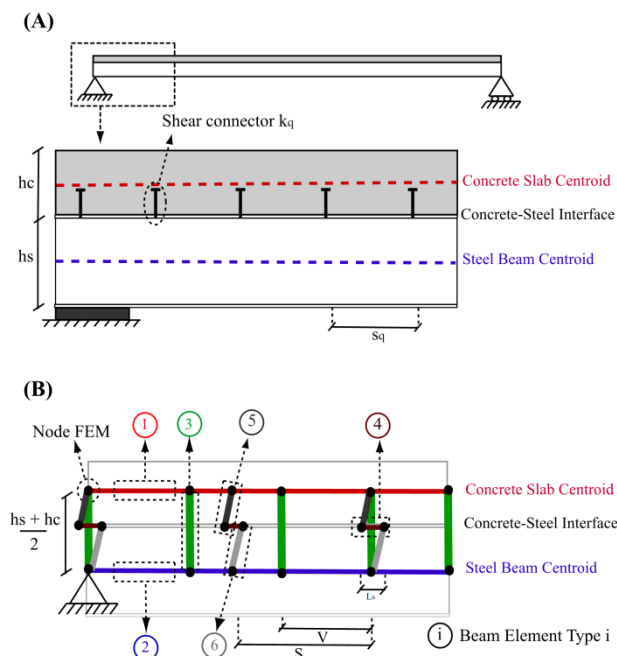 (A)
Shear connector kq
hc
Concrete Slab Centroid
Concrete-Steel Interface
hs
Steel Beam Centroid
sq
(B)
1
3
5
4
Node FEM
Concrete Slab Centroid
hs + hc
2
Concrete-Steel Interface
Steel Beam Centroid
Ls
V
S
2
6
i Beam Element Type i